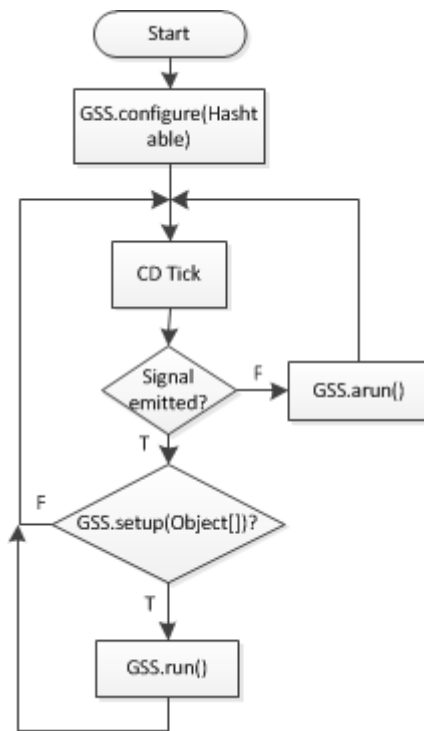 Start
GSS.configure(Hasht
able)
CD Tick
Signal
emitted?
F
GSS.arun()
T
F
GSS.setup(Object[])?
T
GSS.run()